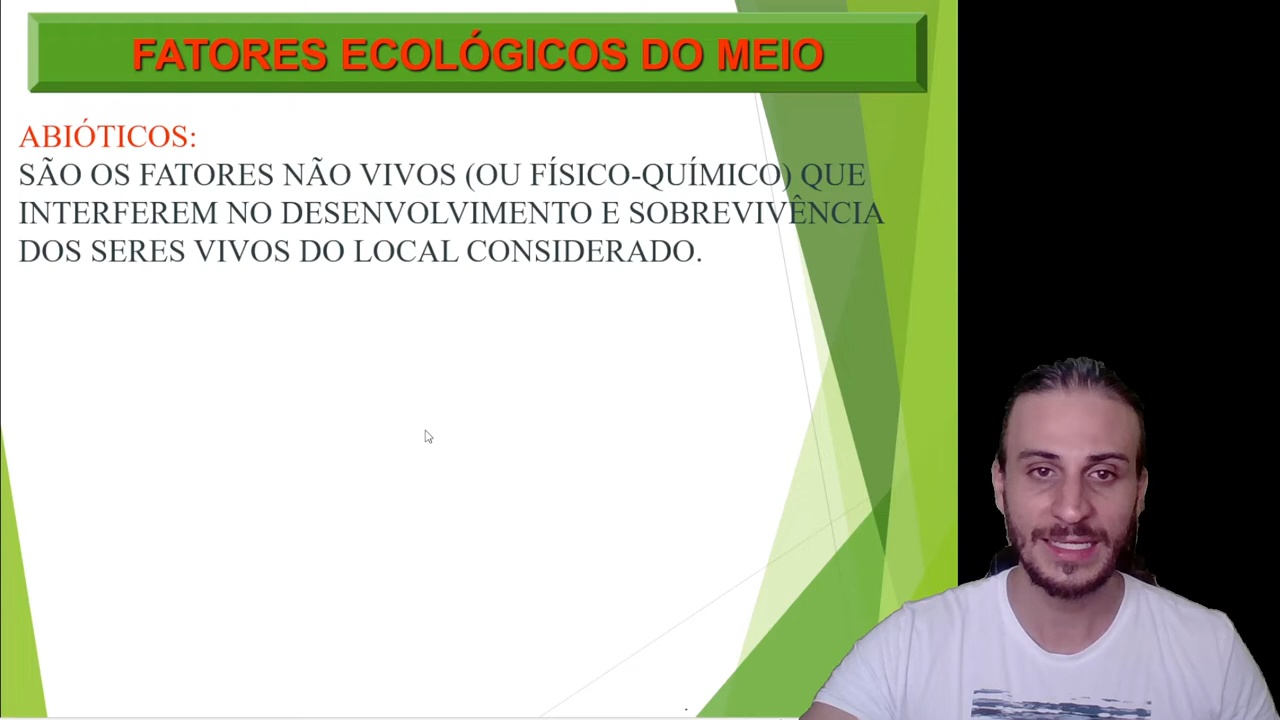 FATORES ECOLÓGICOS DO MEIO
ABIÓTICOS:
SÃO OS FATORES NÃO VIVOS (OU FÍSICO-QUÍMICO) QUE
INTERFEREM NO DESENVOLVIMENTO E SOBREVIVÊNCIA
DOS SERES VIVOS DO LOCAL CONSIDERADO.